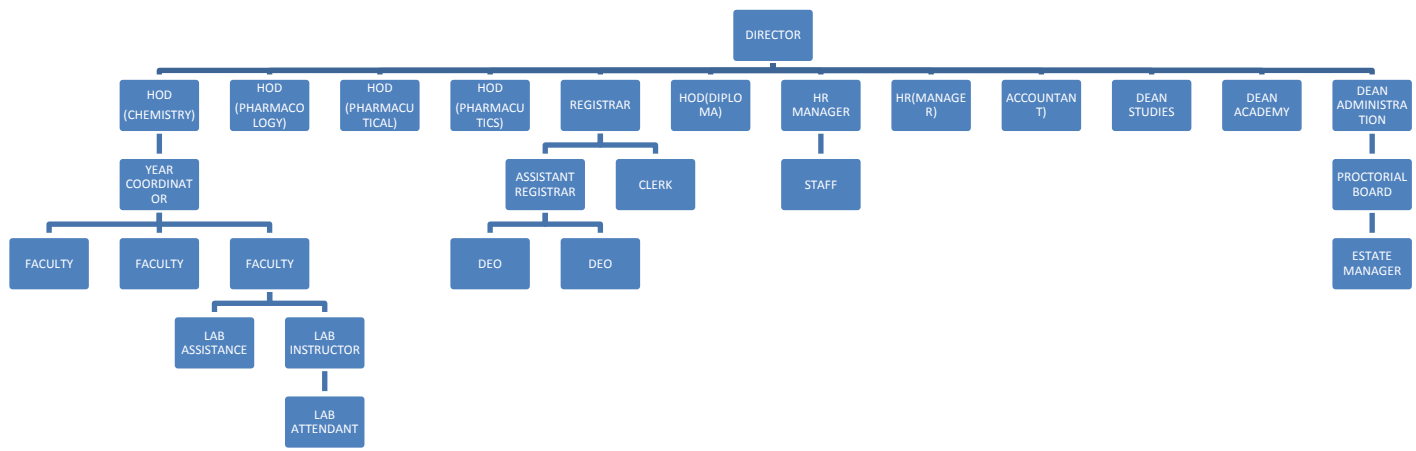 DIRECTOR
HOD
(CHEMISTRY)
HOD
(PHARMACO
LOGY)
HOD
(PHARMACU
TICAL)
HOD
(PHARMACU
TICS)
REGISTRAR
HOD(DIPLO
MA)
HR
MANAGER
HR(MANAGE
R)
ACCOUNTAN
T)
DEAN
STUDIES
DEAN
ACADEMY
DEAN
ADMINISTRA
TION
YEAR
COORDINAT
OR
ASSISTANT
REGISTRAR
CLERK
STAFF
PROCTORIAL
BOARD
FACULTY
FACULTY
FACULTY
DEO
DEO
ESTATE
MANAGER
LAB
ASSISTANCE
LAB
INSTRUCTOR
LAB
ATTENDANT